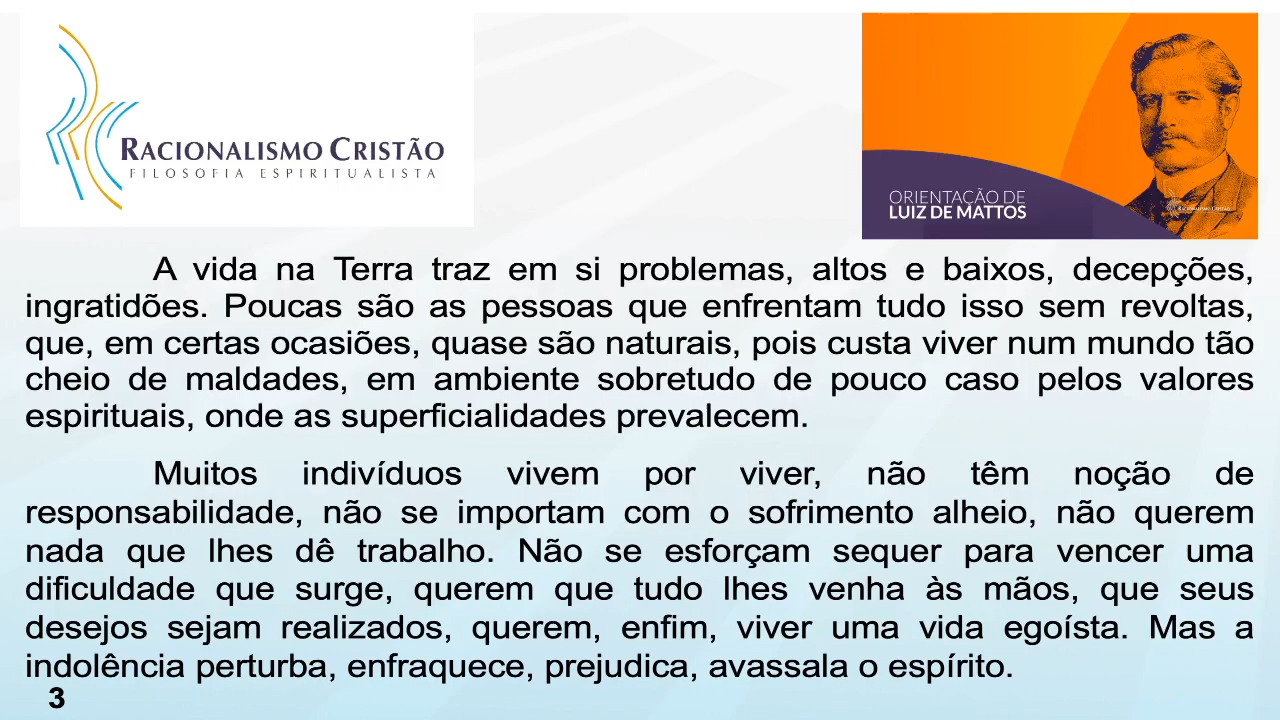 RACIONALISMO CRISTÃO
FILOSOFIA ESPIRITUALISTA
ORIENTAÇÃO DE
LUIZ DE MATTOS
RACIONALISMO CRISTÃO
A vida na Terra traz em si problemas, altos e baixos, decepções,
ingratidões. Poucas são as pessoas que enfrentam tudo isso sem revoltas,
que, em certas ocasiões, quase são naturais, pois custa viver num mundo tão
cheio de maldades, em ambiente sobretudo de pouco caso pelos valores
espirituais, onde as superficialidades prevalecem.
Muitos indivíduos vivem por viver, não têm noção de
responsabilidade, não se importam com o sofrimento alheio, não querem
nada que lhes dê trabalho. Não se esforçam sequer para vencer uma
dificuldade que surge, querem que tudo lhes venha às mãos, que seus
desejos sejam realizados, querem, enfim, viver uma vida egoísta. Mas a
indolência perturba, enfraquece, prejudica, avassala o espírito.
3